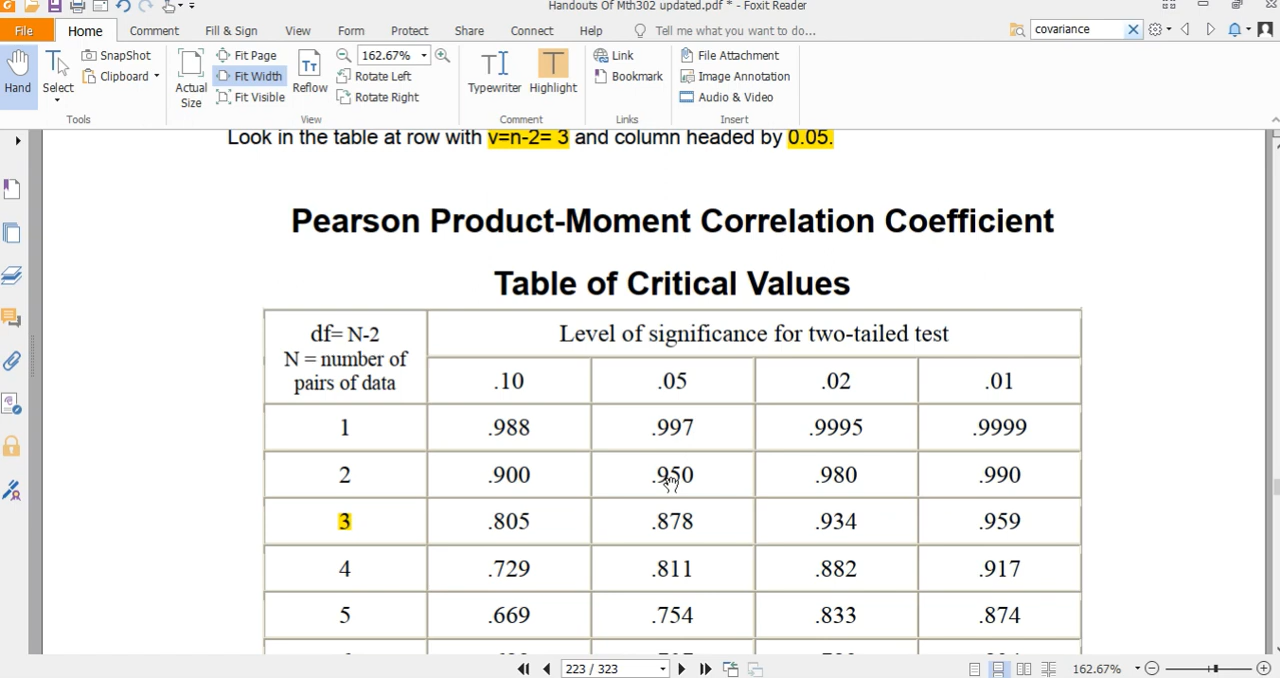 Handouts Of Mth302 updated.pdf * - Foxit Reader
File Home Comment Fill & Sign View Form Protect Share Connect Help Tell me what you want to do... covariance
Hand
Select
SnapShot
Clipboard
Actual Size
Fit Page
Fit Width
Fit Visible
Reflow
162.67%
Rotate Left
Rotate Right
Typewriter
Highlight
Link
Bookmark
File Attachment
Image Annotation
Audio & Video
Tools View Comment Links Insert
Look in the table at row with v=n-2= 3 and column headed by 0.05.
Pearson Product-Moment Correlation Coefficient
Table of Critical Values
df= N-2
N = number of
pairs of data
Level of significance for two-tailed test
.10 .05 .02 .01
1 .988 .997 .9995 .9999
2 .900 .950 .980 .990
3 .805 .878 .934 .959
4 .729 .811 .882 .917
5 .669 .754 .833 .874
223 / 323 162.67%